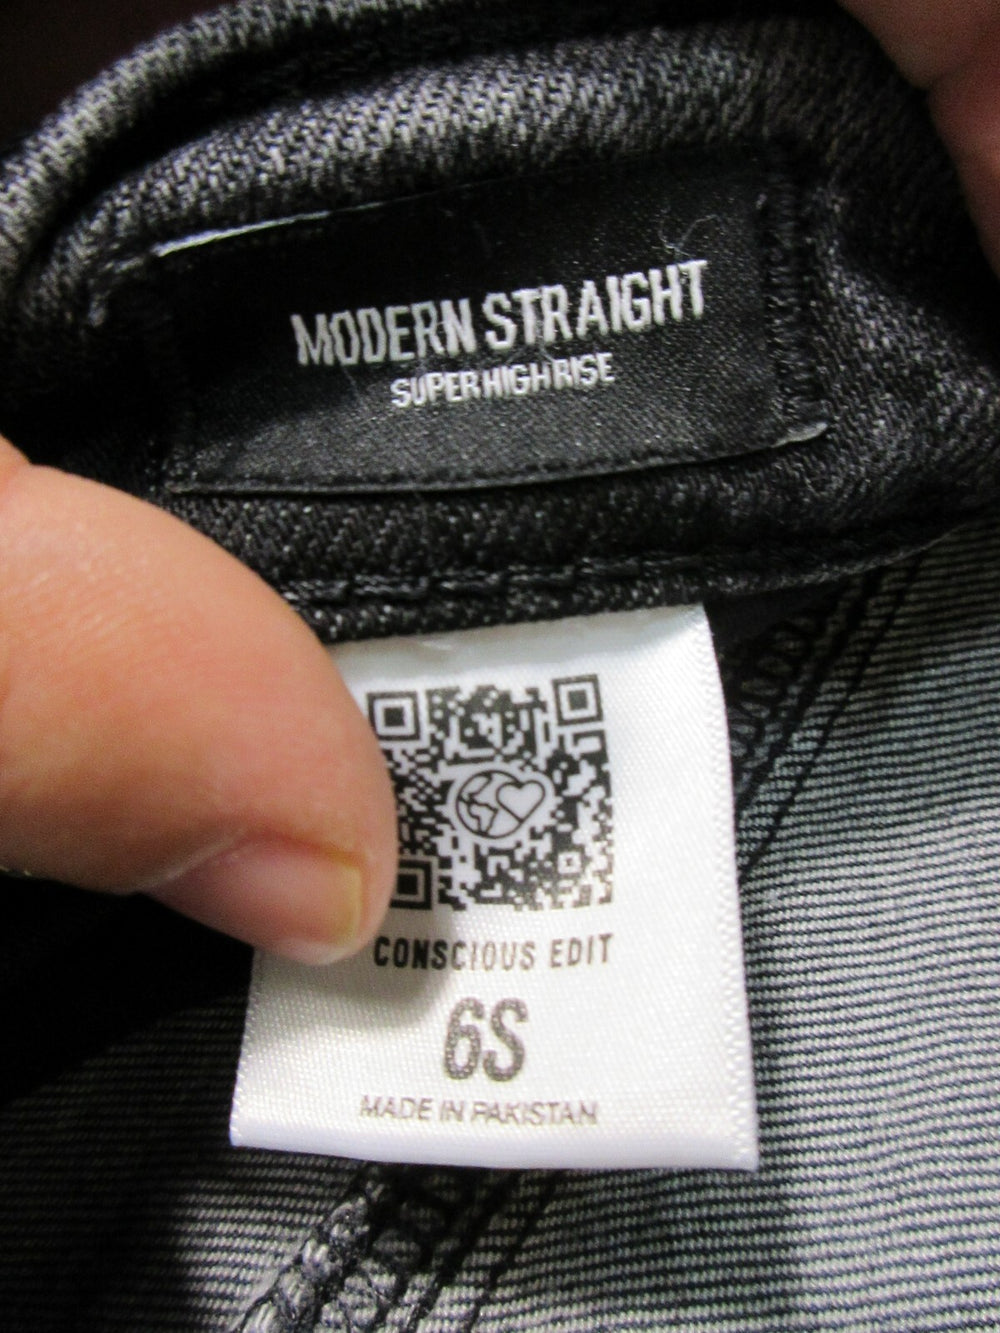 MODERN STRAIGHT
SUPER HIGH RISE
CONSCIOUS EDIT
6S
MADE IN PAKISTAN